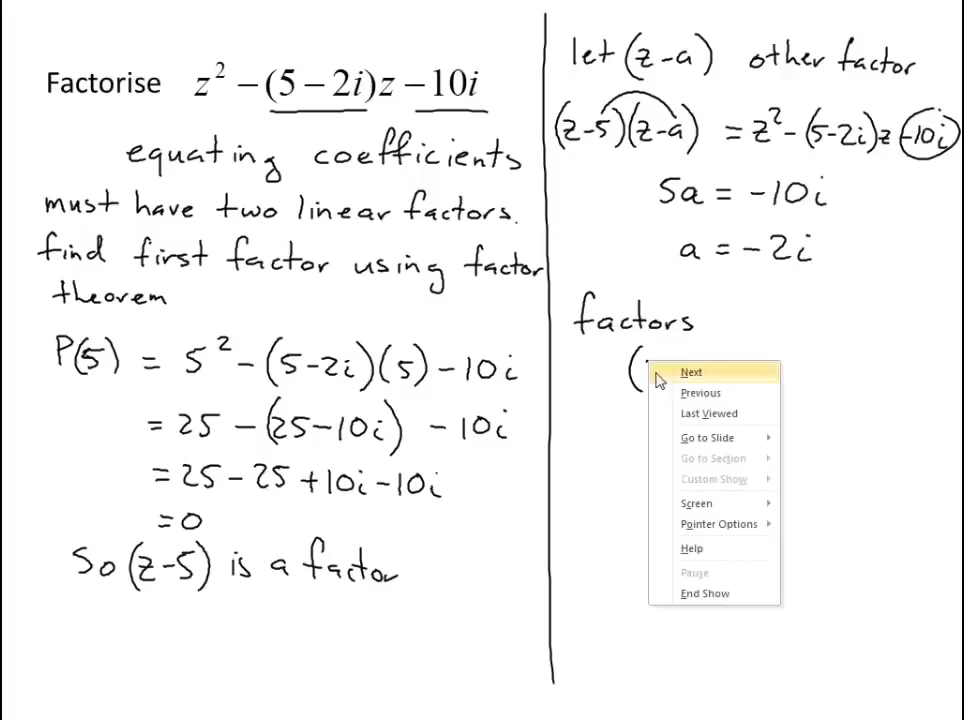 Factorise z² − (5 − 2i)z − 10i
equating coefficients
must have two linear factors.
find first factor using factor
theorem
P(5) = 5² − (5−2i)(5) − 10i
= 25 − (25−10i) − 10i
= 25 − 25 + 10i − 10i
= 0
So (z−5) is a factor
let (z−a) other factor
(z−5)(z−a) = z² − (5−2i)z −10i
5a = −10i
a = −2i
factors
(
Next
Previous
Last Viewed
Go to Slide
Go to Section
Custom Show
Screen
Pointer Options
Help
Pause
End Show